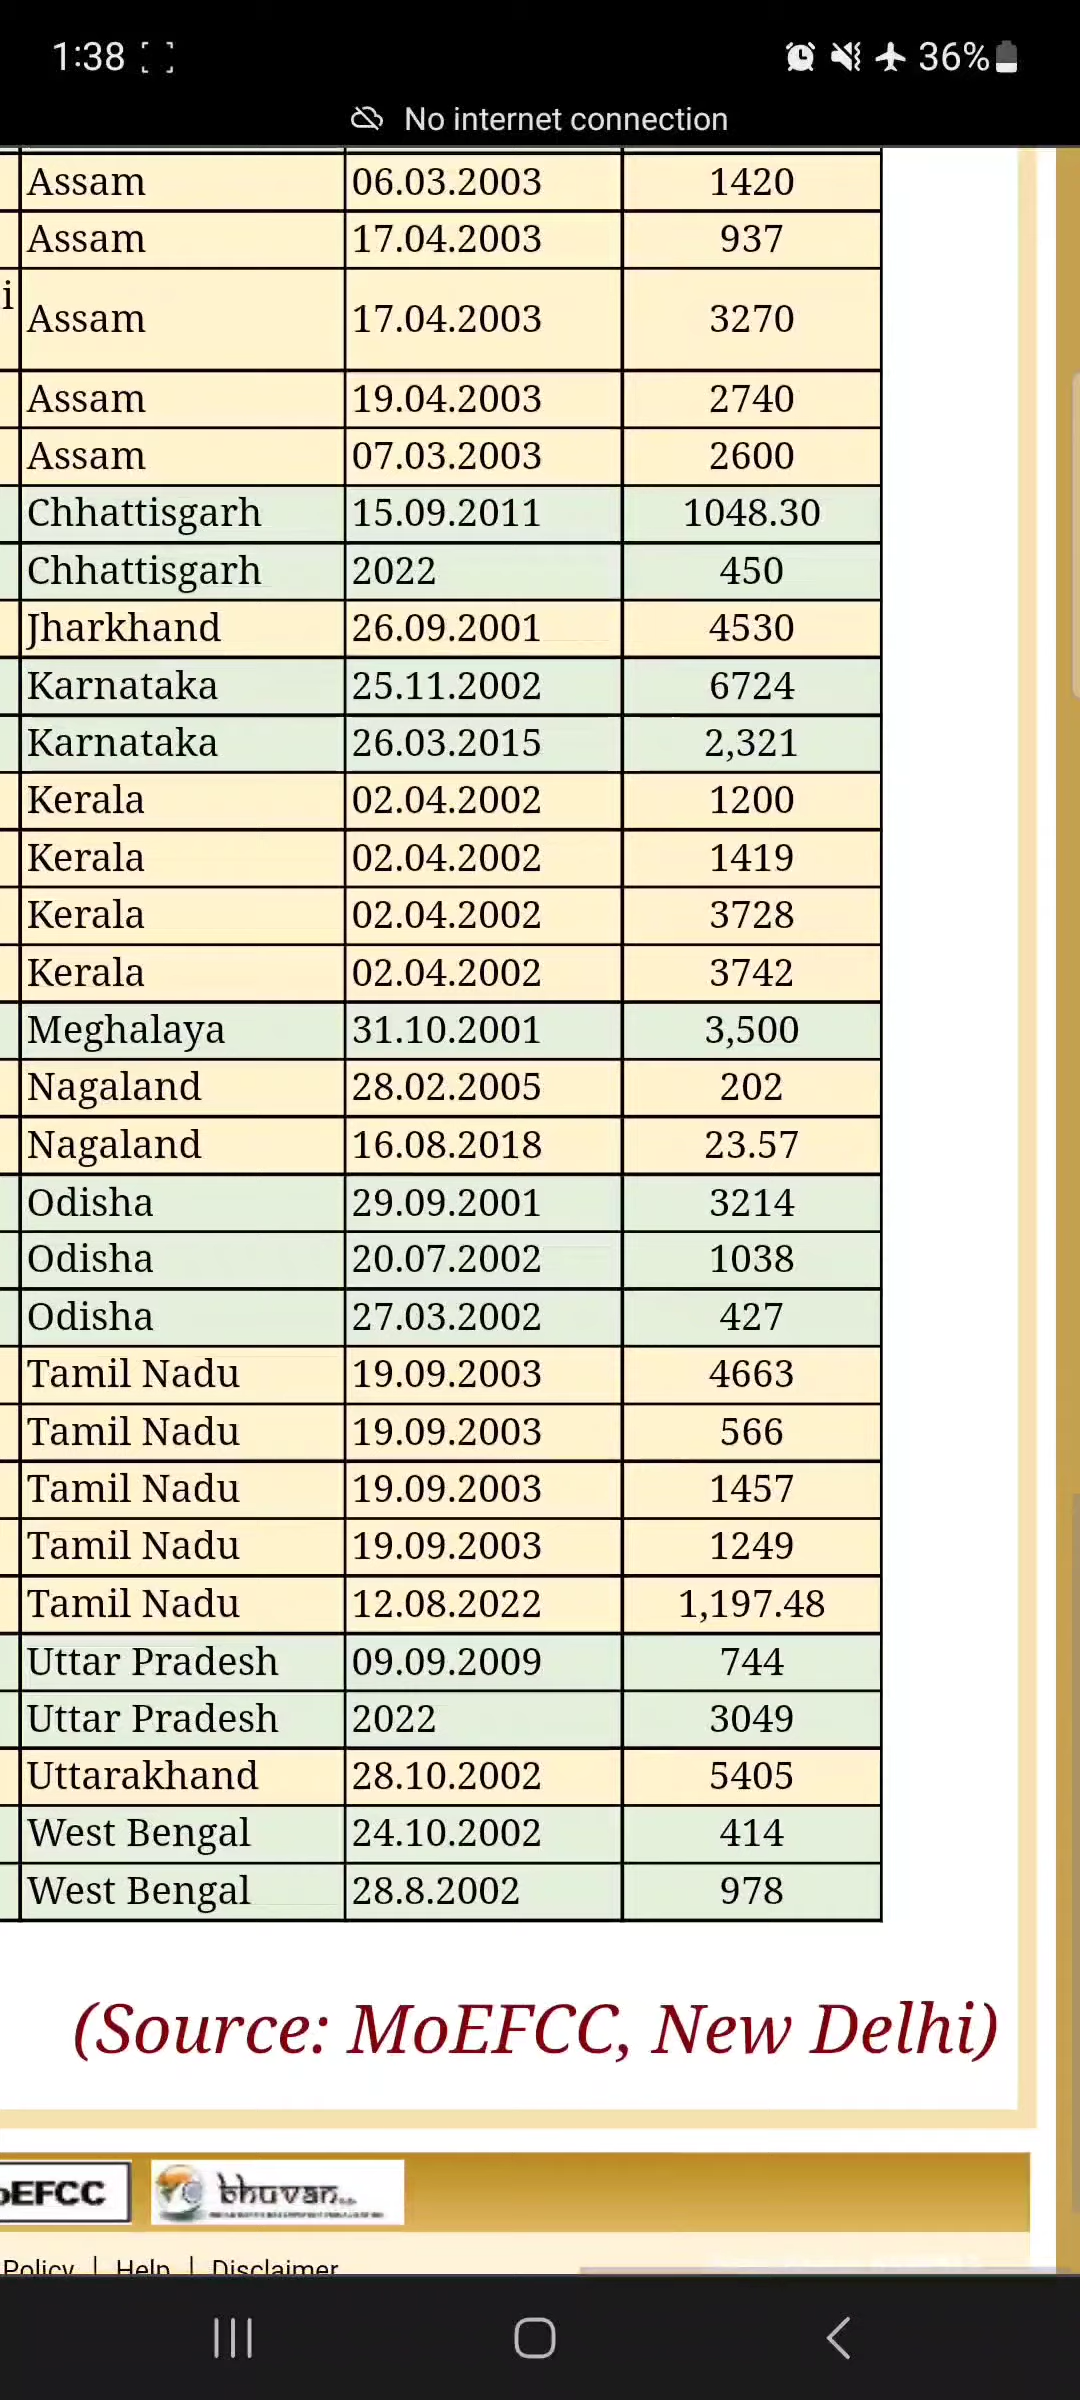 1:38
36%
No internet connection
Assam 06.03.2003 1420
Assam 17.04.2003 937
i Assam 17.04.2003 3270
Assam 19.04.2003 2740
Assam 07.03.2003 2600
Chhattisgarh 15.09.2011 1048.30
Chhattisgarh 2022 450
Jharkhand 26.09.2001 4530
Karnataka 25.11.2002 6724
Karnataka 26.03.2015 2,321
Kerala 02.04.2002 1200
Kerala 02.04.2002 1419
Kerala 02.04.2002 3728
Kerala 02.04.2002 3742
Meghalaya 31.10.2001 3,500
Nagaland 28.02.2005 202
Nagaland 16.08.2018 23.57
Odisha 29.09.2001 3214
Odisha 20.07.2002 1038
Odisha 27.03.2002 427
Tamil Nadu 19.09.2003 4663
Tamil Nadu 19.09.2003 566
Tamil Nadu 19.09.2003 1457
Tamil Nadu 19.09.2003 1249
Tamil Nadu 12.08.2022 1,197.48
Uttar Pradesh 09.09.2009 744
Uttar Pradesh 2022 3049
Uttarakhand 28.10.2002 5405
West Bengal 24.10.2002 414
West Bengal 28.8.2002 978
(Source: MoEFCC, New Delhi)
oEFCC bhuvan
Policy | Help | Disclaimer